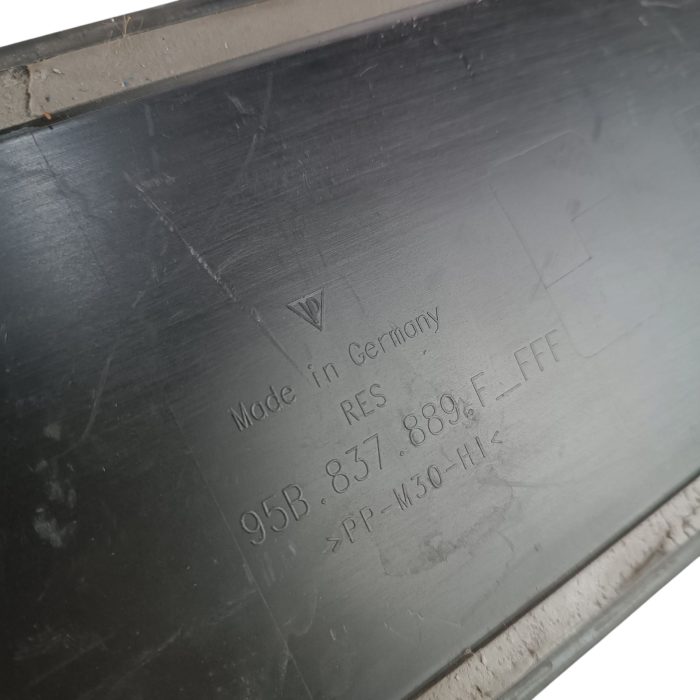 Made in Germany
RES
95B.837.889.F_FFF
>PP-M30-HI<